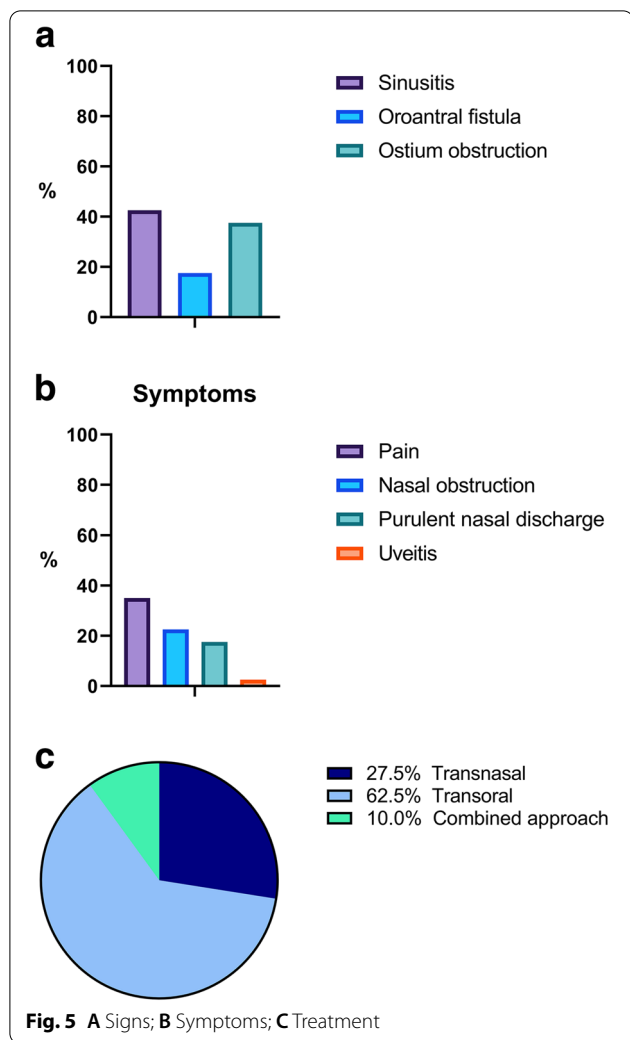 a
100
80
60
40
20
0
%
Sinusitis
Oroantral fistula
Ostium obstruction
b
Symptoms
100
80
60
40
20
0
%
Pain
Nasal obstruction
Purulent nasal discharge
Uveitis
c
27.5% Transnasal
62.5% Transoral
10.0% Combined approach
Fig. 5 A Signs; B Symptoms; C Treatment